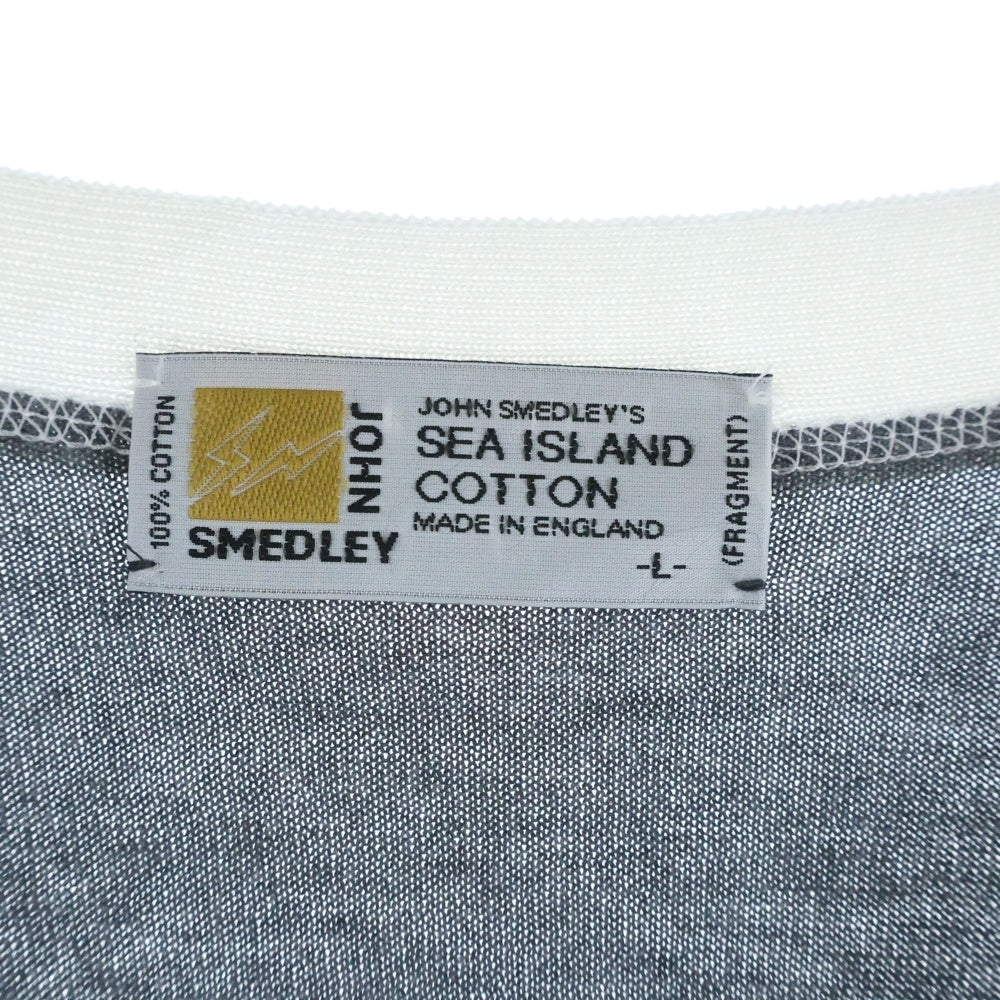 100% COTTON
JOHN
SMEDLEY
JOHN SMEDLEY'S
SEA ISLAND
COTTON
MADE IN ENGLAND
-L-
(FRAGMENT)